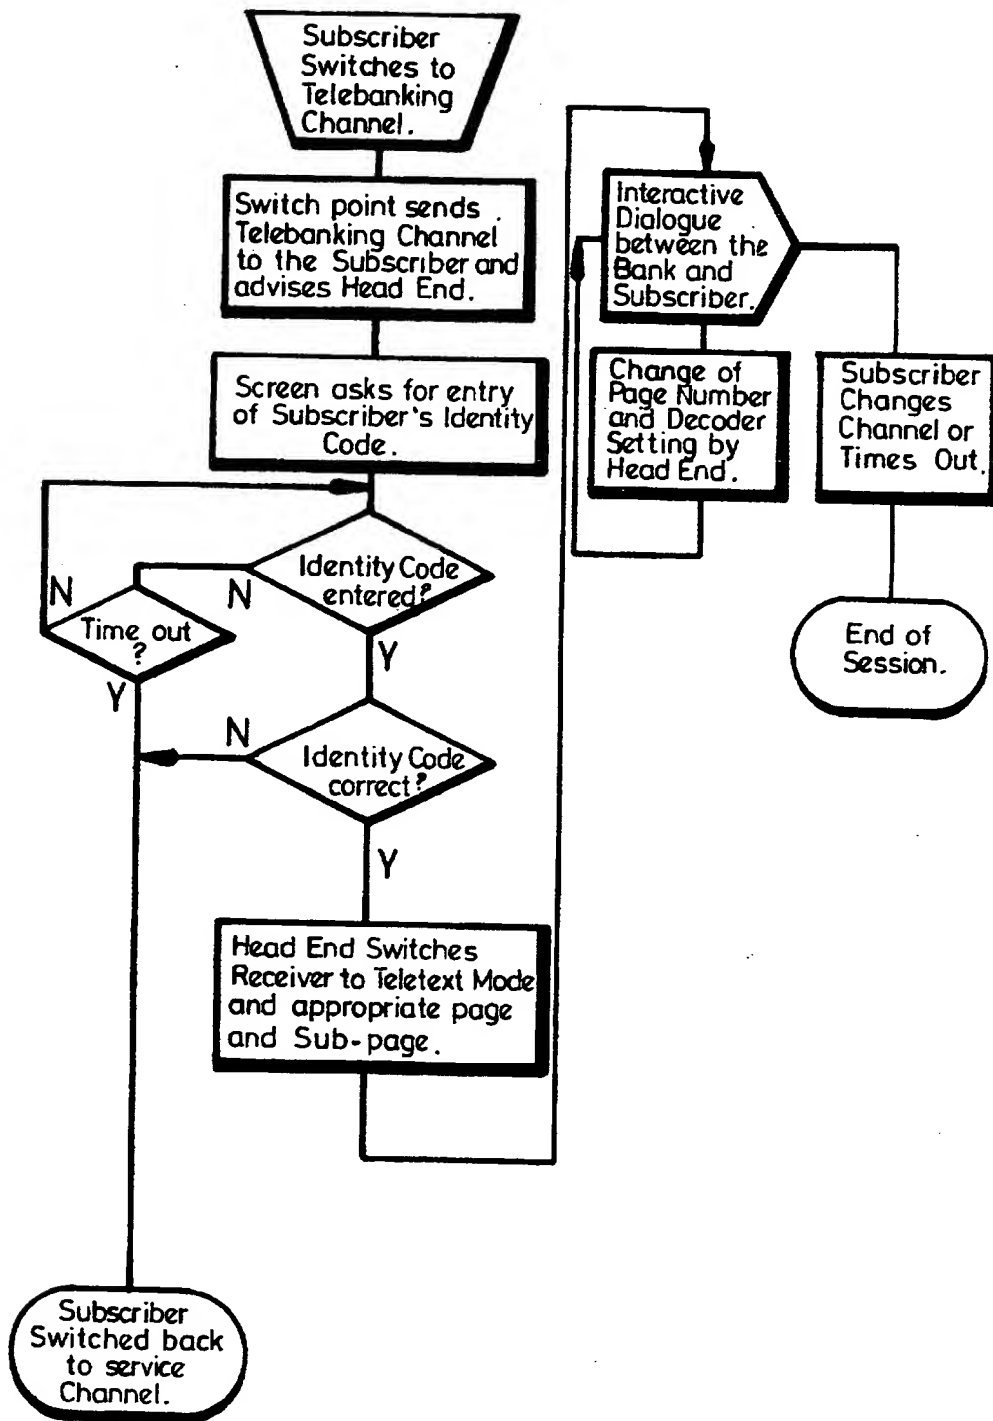 Subscriber
Switches to
Telebanking
Channel.
Switch point sends
Telebanking Channel
to the Subscriber and
advises Head End.
Screen asks for entry
of Subscriber's Identity
Code.
Identity Code
entered?
N
Y
N
Time out
?
Y
Identity Code
correct?
N
Y
Head End Switches
Receiver to Teletext Mode
and appropriate page
and Sub-page.
Subscriber
Switched back
to service
Channel.
Interactive
Dialogue
between the
Bank and
Subscriber.
Change of
Page Number
and Decoder
Setting by
Head End.
Subscriber
Changes
Channel or
Times Out.
End of
Session.